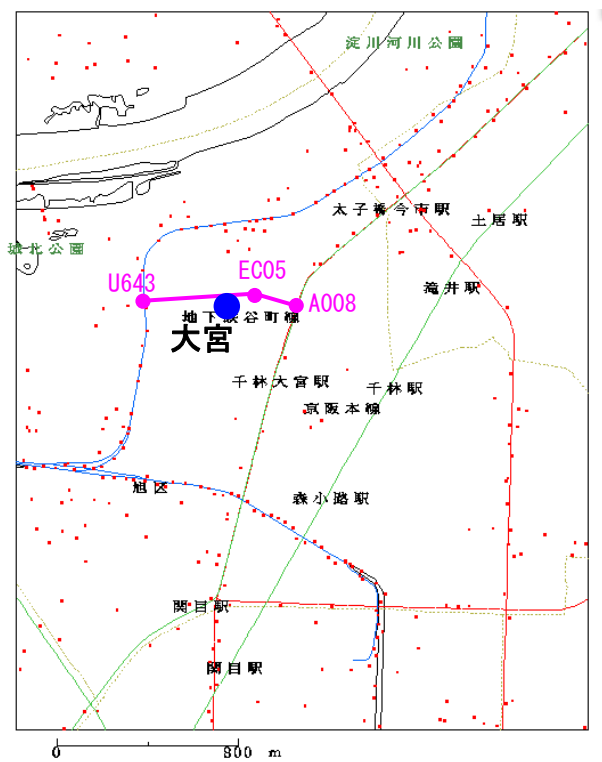 淀川河川公園
太子橋今市駅
土居駅
城北公園
EC05
U643
滝井駅
A008
地下鉄谷町線
大宮
千林大宮駅
千林駅
京阪本線
旭区
森小路駅
関目駅
関目駅
0 800 m